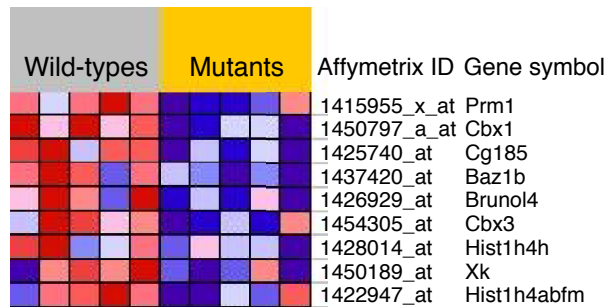 Wild-types Mutants Affymetrix ID Gene symbol
1415955_x_at Prm1
1450797_a_at Cbx1
1425740_at Cg185
1437420_at Baz1b
1426929_at Brunol4
1454305_at Cbx3
1428014_at Hist1h4h
1450189_at Xk
1422947_at Hist1h4abfm